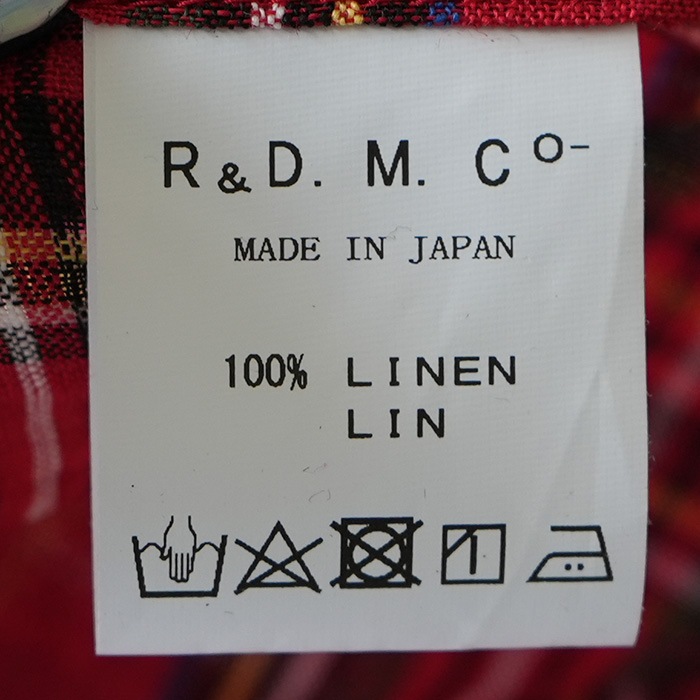 R&D. M. Co-
MADE IN JAPAN
100% LINEN
LIN